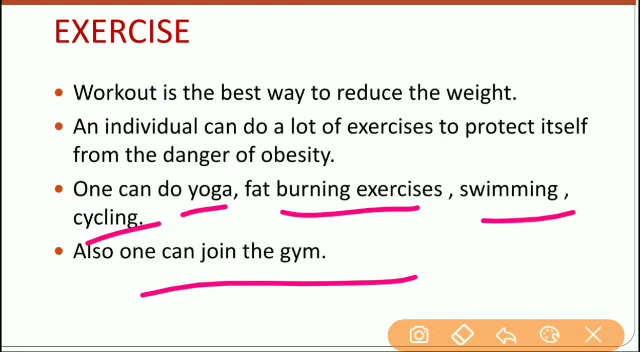 EXERCISE
• Workout is the best way to reduce the weight.
• An individual can do a lot of exercises to protect itself
from the danger of obesity.
• One can do yoga, fat burning exercises , swimming ,
cycling.
• Also one can join the gym.